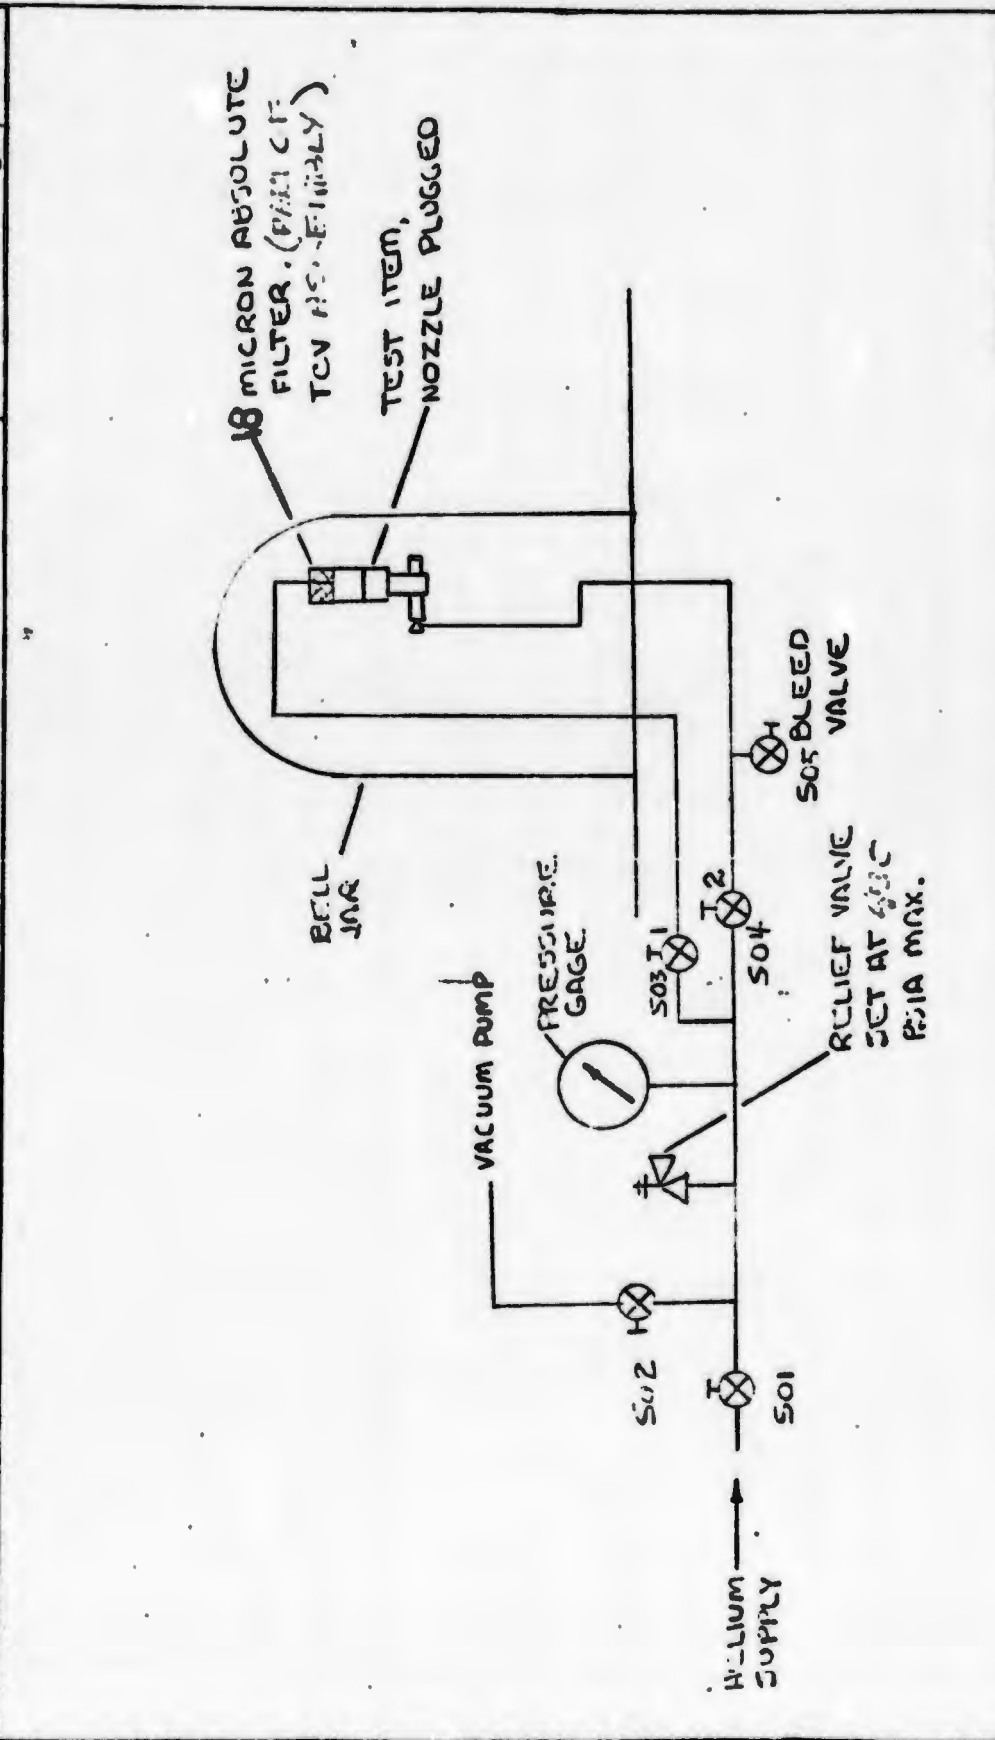 18 MICRON ABSOLUTE
FILTER. (PART OF
TCV ASSEMBLY)
TEST ITEM,
NOZZLE PLUGGED
BELL
JAR
VACUUM PUMP
PRESSURE
GAGE
S03
1
2
S04
S05 BLEED
VALVE
RELIEF VALVE
SET AT
PSIA MAX.
S02
S01
HELIUM
SUPPLY